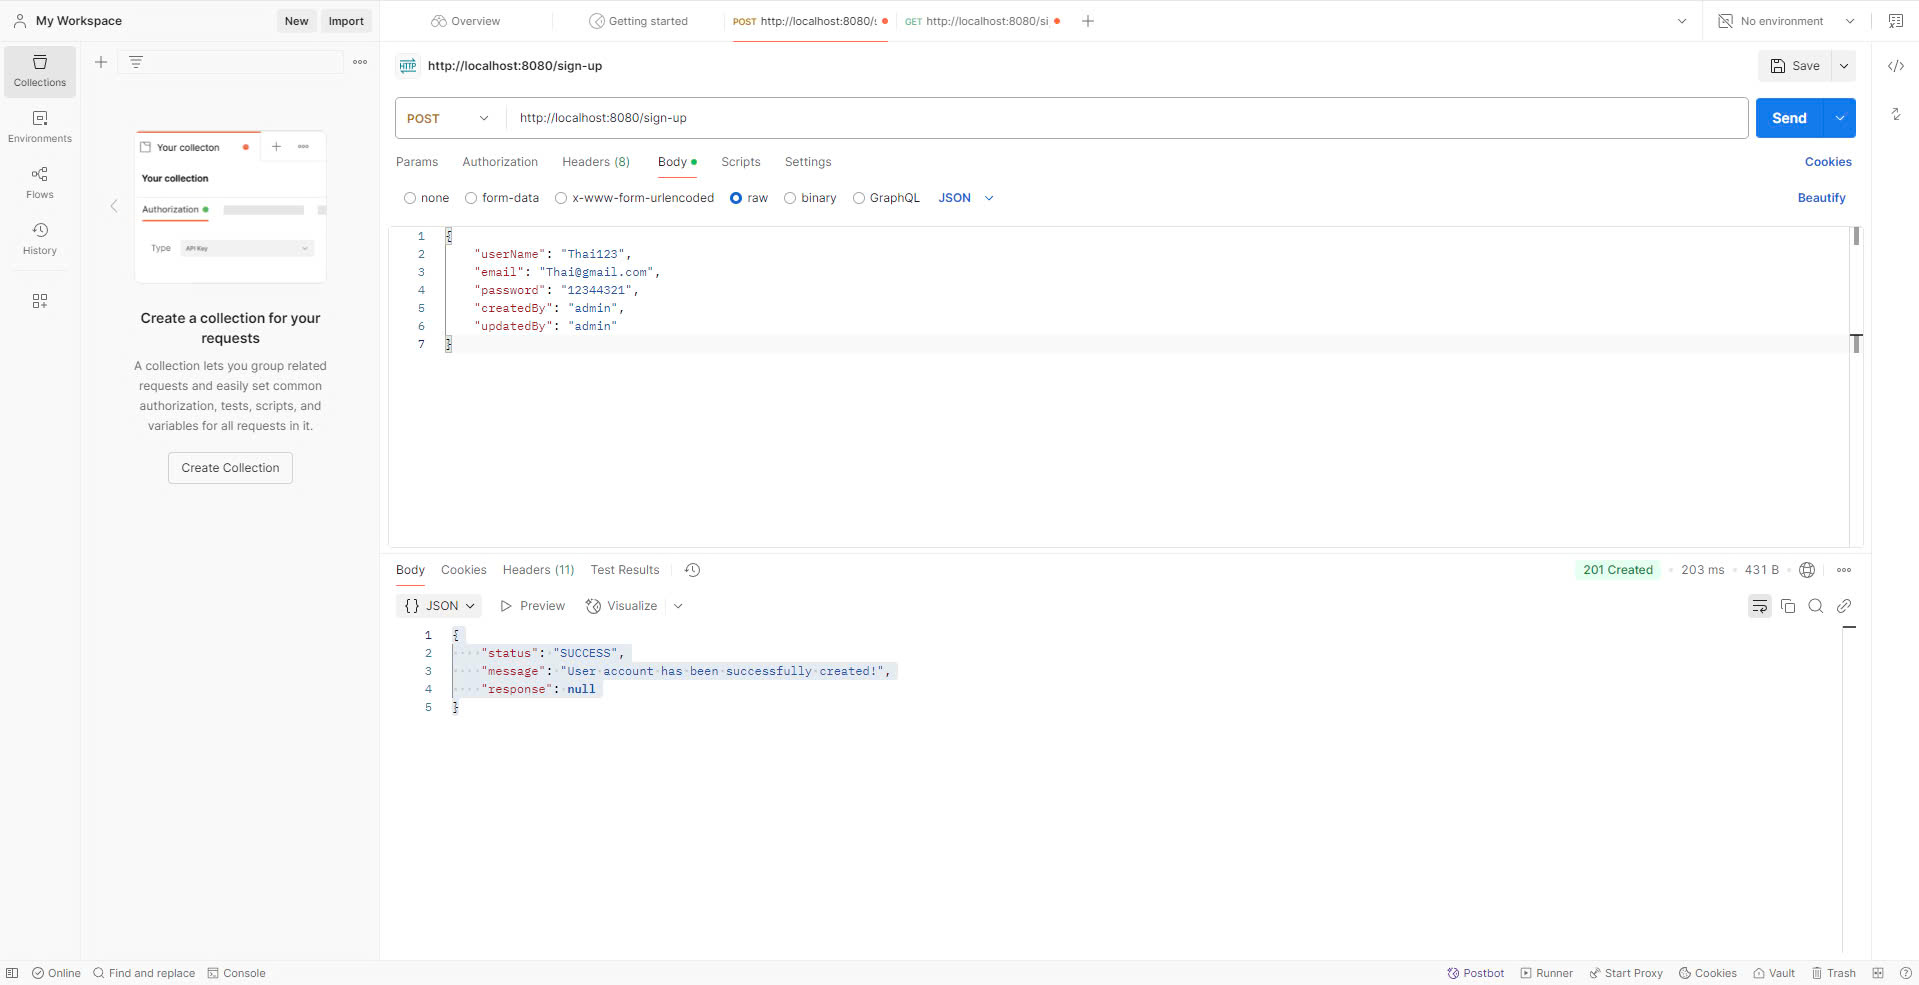 My Workspace
New
Import
Overview
Getting started
POST http://localhost:8080/s
GET http://localhost:8080/si
No environment
Collections
Environments
Flows
History
Your collecton
Your collection
Authorization
Type
API Key
Create a collection for your
requests
A collection lets you group related
requests and easily set common
authorization, tests, scripts, and
variables for all requests in it.
Create Collection
HTTP
http://localhost:8080/sign-up
Save
POST
http://localhost:8080/sign-up
Send
Params
Authorization
Headers (8)
Body
Scripts
Settings
Cookies
none
form-data
x-www-form-urlencoded
raw
binary
GraphQL
JSON
Beautify
1 {
2 "userName": "Thai123",
3 "email": "Thai@gmail.com",
4 "password": "12344321",
5 "createdBy": "admin",
6 "updatedBy": "admin"
7 }
Body
Cookies
Headers (11)
Test Results
201 Created
203 ms
431 B
{} JSON
Preview
Visualize
1 {
2 "status": "SUCCESS",
3 "message": "User account has been successfully created!",
4 "response": null
5 }
Online
Find and replace
Console
Postbot
Runner
Start Proxy
Cookies
Vault
Trash